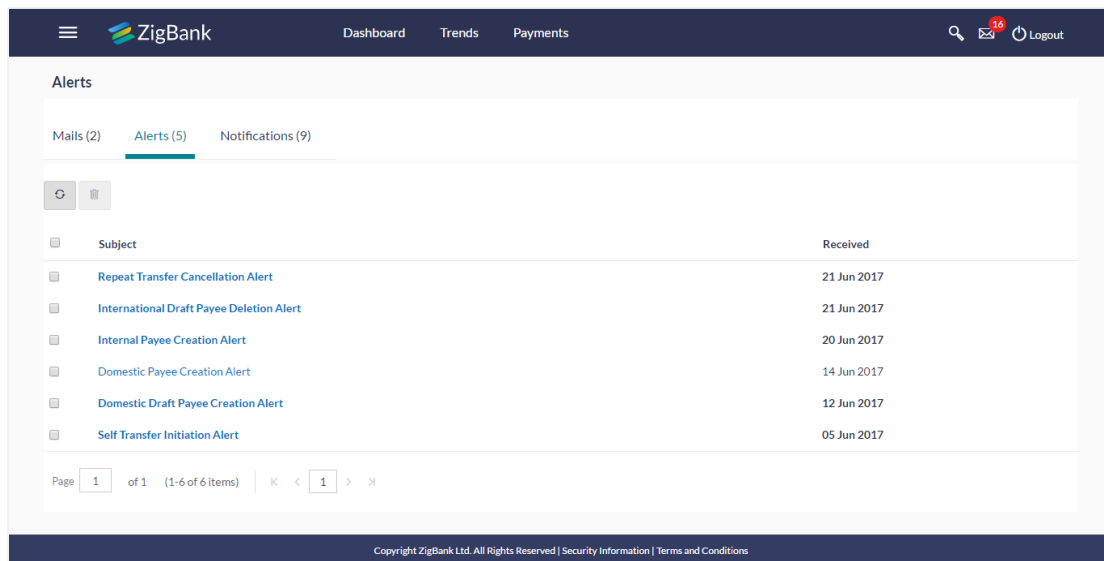 ZigBank Dashboard Trends Payments 16 Logout
Alerts
Mails (2) Alerts (5) Notifications (9)
Subject Received
Repeat Transfer Cancellation Alert 21 Jun 2017
International Draft Payee Deletion Alert 21 Jun 2017
Internal Payee Creation Alert 20 Jun 2017
Domestic Payee Creation Alert 14 Jun 2017
Domestic Draft Payee Creation Alert 12 Jun 2017
Self Transfer Initiation Alert 05 Jun 2017
Page 1 of 1 (1-6 of 6 items) 1
Copyright ZigBank Ltd. All Rights Reserved | Security Information | Terms and Conditions